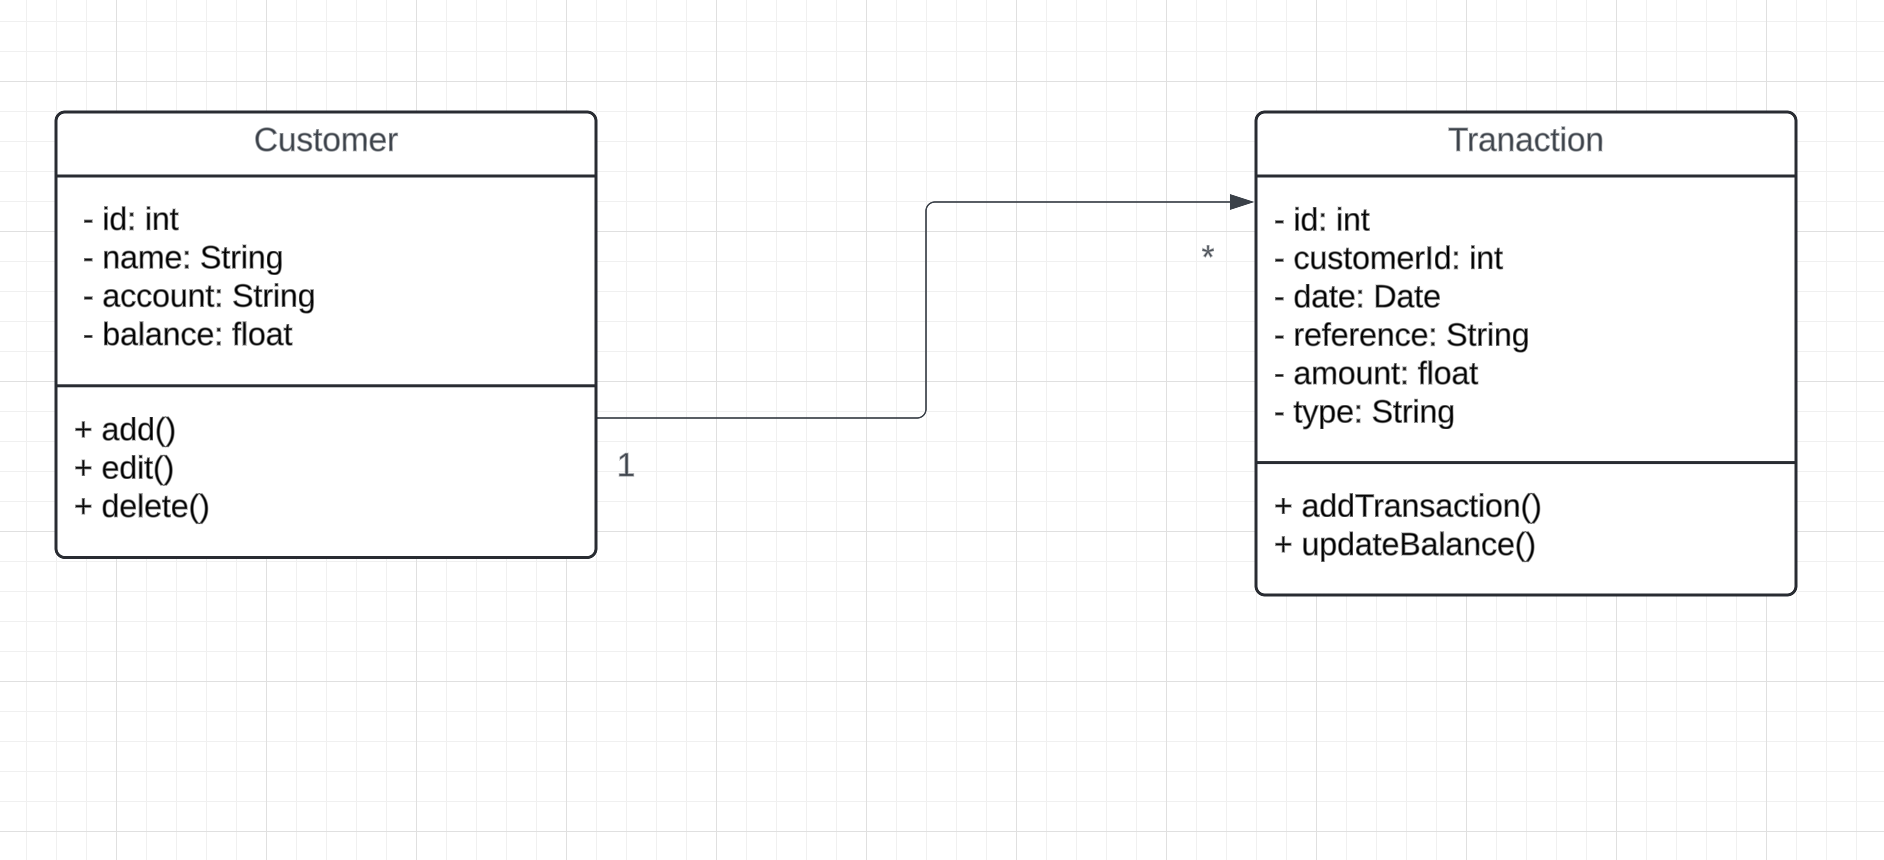 Customer
- id: int
- name: String
- account: String
- balance: float
+ add()
+ edit()
+ delete()
1
*
Tranaction
- id: int
- customerId: int
- date: Date
- reference: String
- amount: float
- type: String
+ addTransaction()
+ updateBalance()